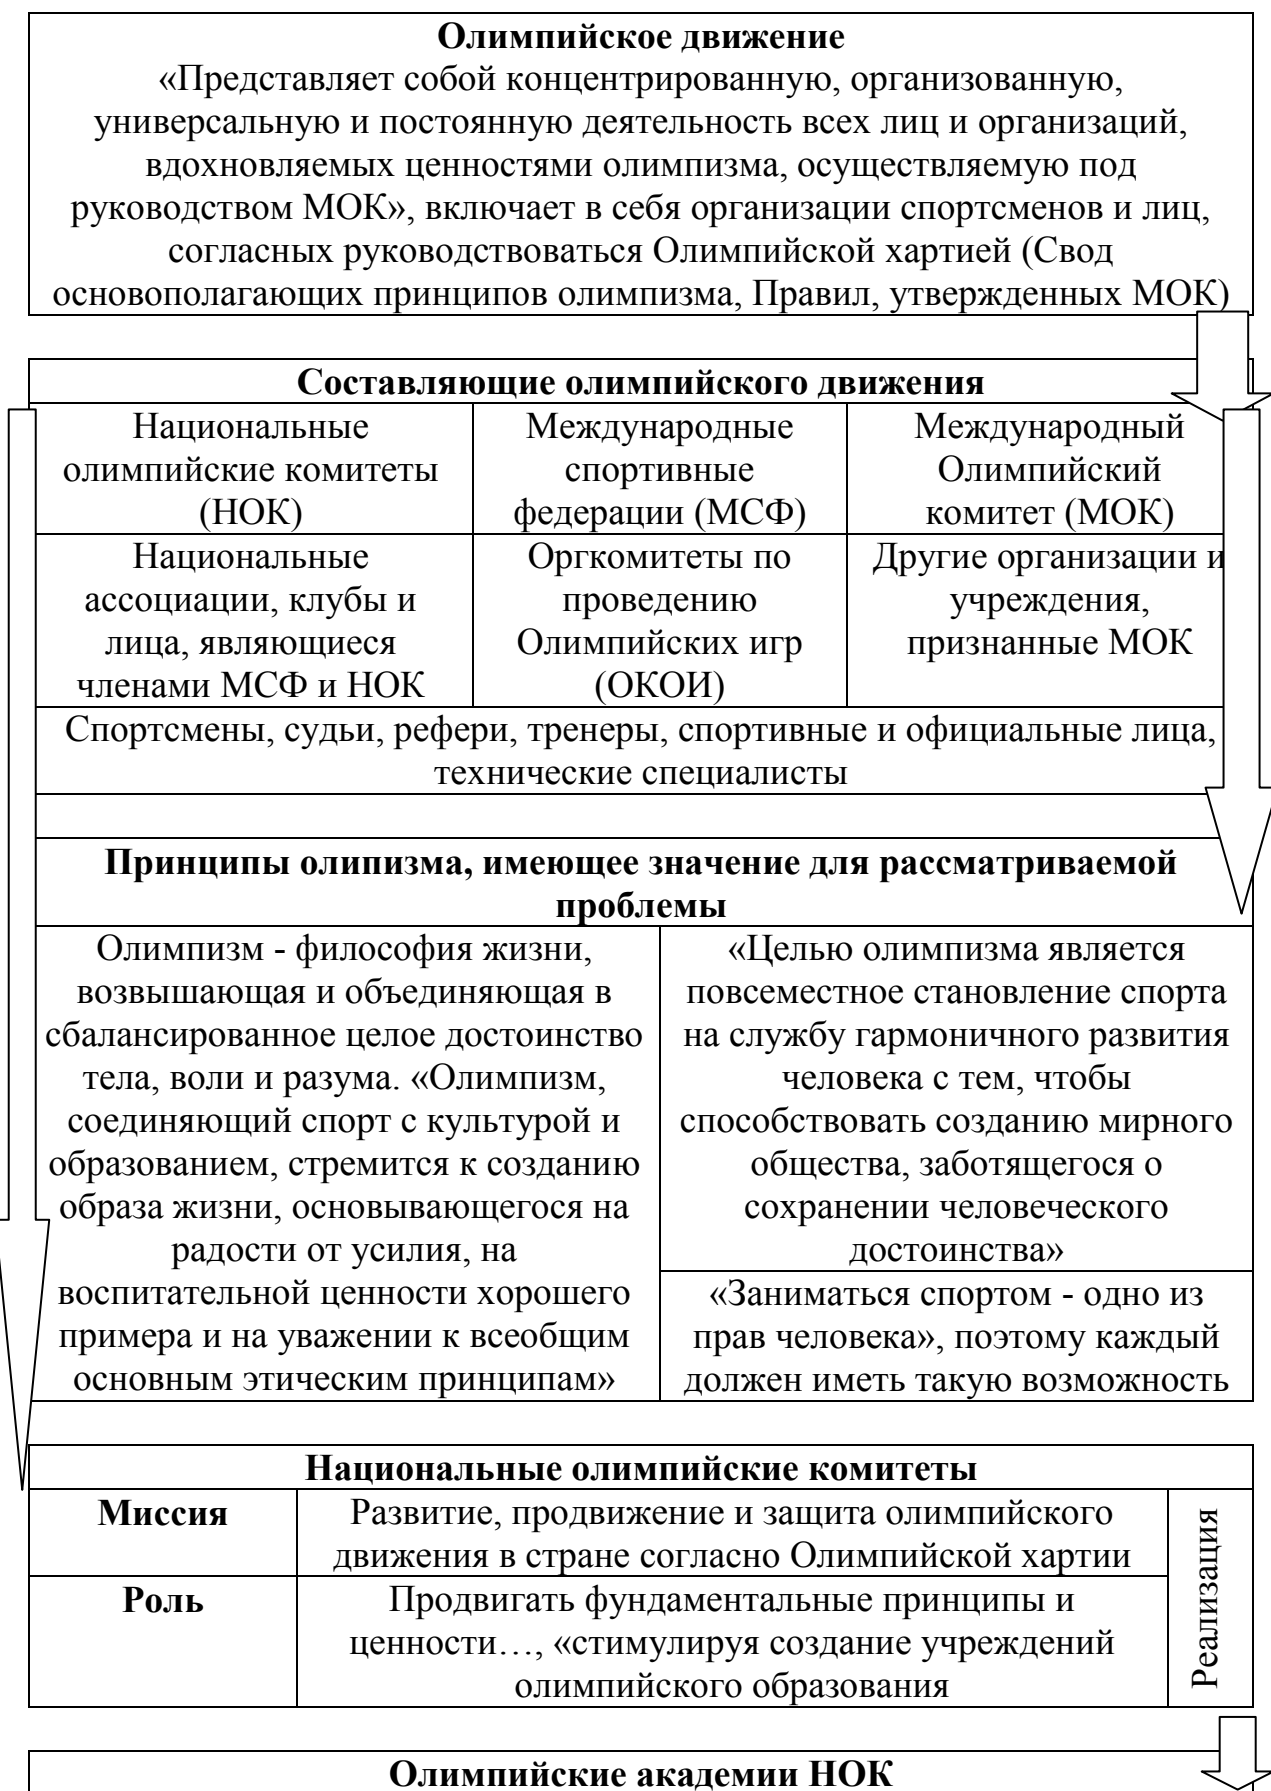 Олимпийское движение
«Представляет собой концентрированную, организованную,
универсальную и постоянную деятельность всех лиц и организаций,
вдохновляемых ценностями олимпизма, осуществляемую под
руководством МОК», включает в себя организации спортсменов и лиц,
согласных руководствоваться Олимпийской хартией (Свод
основополагающих принципов олимпизма, Правил, утвержденных МОК)
Составляющие олимпийского движения
Национальные
олимпийские комитеты
(НОК)
Международные
спортивные
федерации (МСФ)
Международный
Олимпийский
комитет (МОК)
Национальные
ассоциации, клубы и
лица, являющиеся
членами МСФ и НОК
Оргкомитеты по
проведению
Олимпийских игр
(ОКОИ)
Другие организации и
учреждения,
признанные МОК
Спортсмены, судьи, рефери, тренеры, спортивные и официальные лица,
технические специалисты
Принципы олипизма, имеющее значение для рассматриваемой
проблемы
Олимпизм - философия жизни,
возвышающая и объединяющая в
сбалансированное целое достоинство
тела, воли и разума. «Олимпизм,
соединяющий спорт с культурой и
образованием, стремится к созданию
образа жизни, основывающегося на
радости от усилия, на
воспитательной ценности хорошего
примера и на уважении к всеобщим
основным этическим принципам»
«Целью олимпизма является
повсеместное становление спорта
на службу гармоничного развития
человека с тем, чтобы
способствовать созданию мирного
общества, заботящегося о
сохранении человеческого
достоинства»
«Заниматься спортом - одно из
прав человека», поэтому каждый
должен иметь такую возможность
Национальные олимпийские комитеты
Миссия
Развитие, продвижение и защита олимпийского
движения в стране согласно Олимпийской хартии
Роль
Продвигать фундаментальные принципы и
ценности…, «стимулируя создание учреждений
олимпийского образования
Реализация
Олимпийские академии НОК